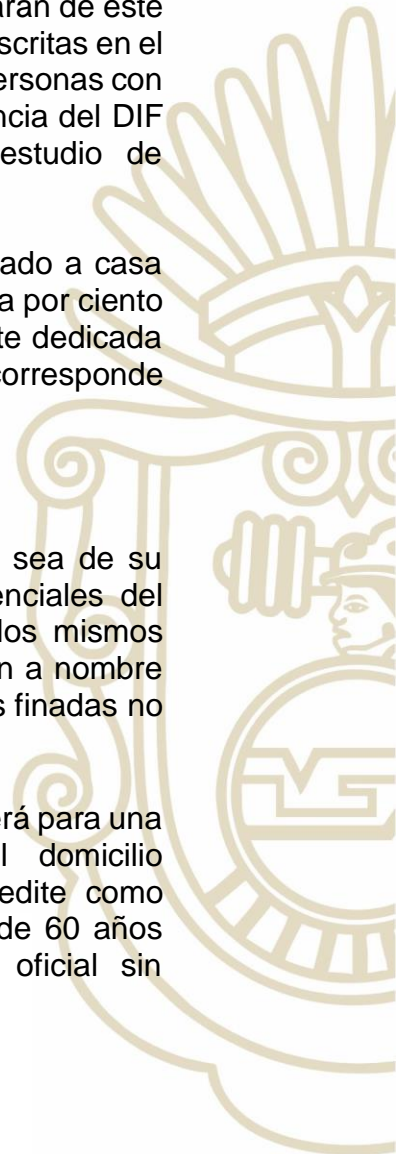 arán de este
scritas en el
ersonas con
ncia del DIF
estudio de
ado a casa
a por ciento
te dedicada
corresponde
sea de su
enciales del
los mismos
n a nombre
s finadas no
erá para una
l domicilio
edite como
de 60 años
oficial sin